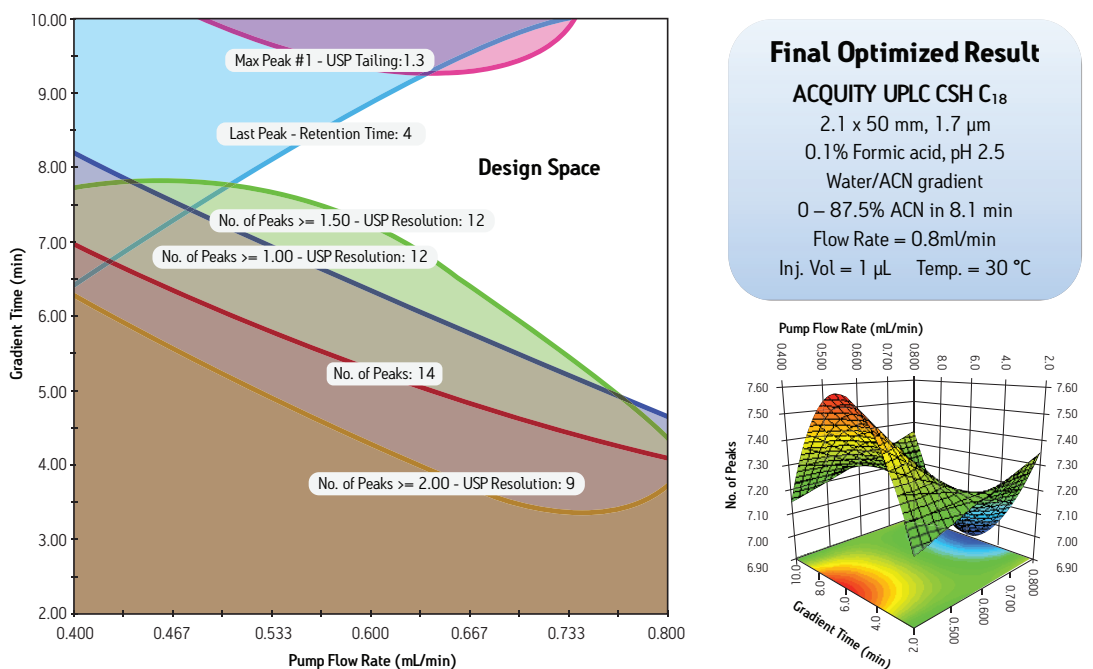 10.00
9.00
8.00
7.00
6.00
5.00
4.00
3.00
2.00
Gradient Time (min)
Max Peak #1 - USP Tailing:1.3
Last Peak - Retention Time: 4
Design Space
No. of Peaks >= 1.50 - USP Resolution: 12
No. of Peaks >= 1.00 - USP Resolution: 12
No. of Peaks: 14
No. of Peaks >= 2.00 - USP Resolution: 9
0.400 0.467 0.533 0.600 0.667 0.733 0.800
Pump Flow Rate (mL/min)
Final Optimized Result
ACQUITY UPLC CSH C₁₈
2.1 x 50 mm, 1.7 µm
0.1% Formic acid, pH 2.5
Water/ACN gradient
0 – 87.5% ACN in 8.1 min
Flow Rate = 0.8ml/min
Inj. Vol = 1 µL Temp. = 30 °C
Pump Flow Rate (mL/min)
0.400 0.500 0.600 0.700 0.800 8.0 6.0 4.0 2.0
7.60 7.60
7.50 7.50
7.40 7.40
7.30 7.30
7.20 7.20
7.10 7.10
7.00 7.00
6.90 6.90
No. of Peaks
10.0 8.0 6.0 4.0 2.0 0.500 0.600 0.700 0.800
Gradient Time (min)